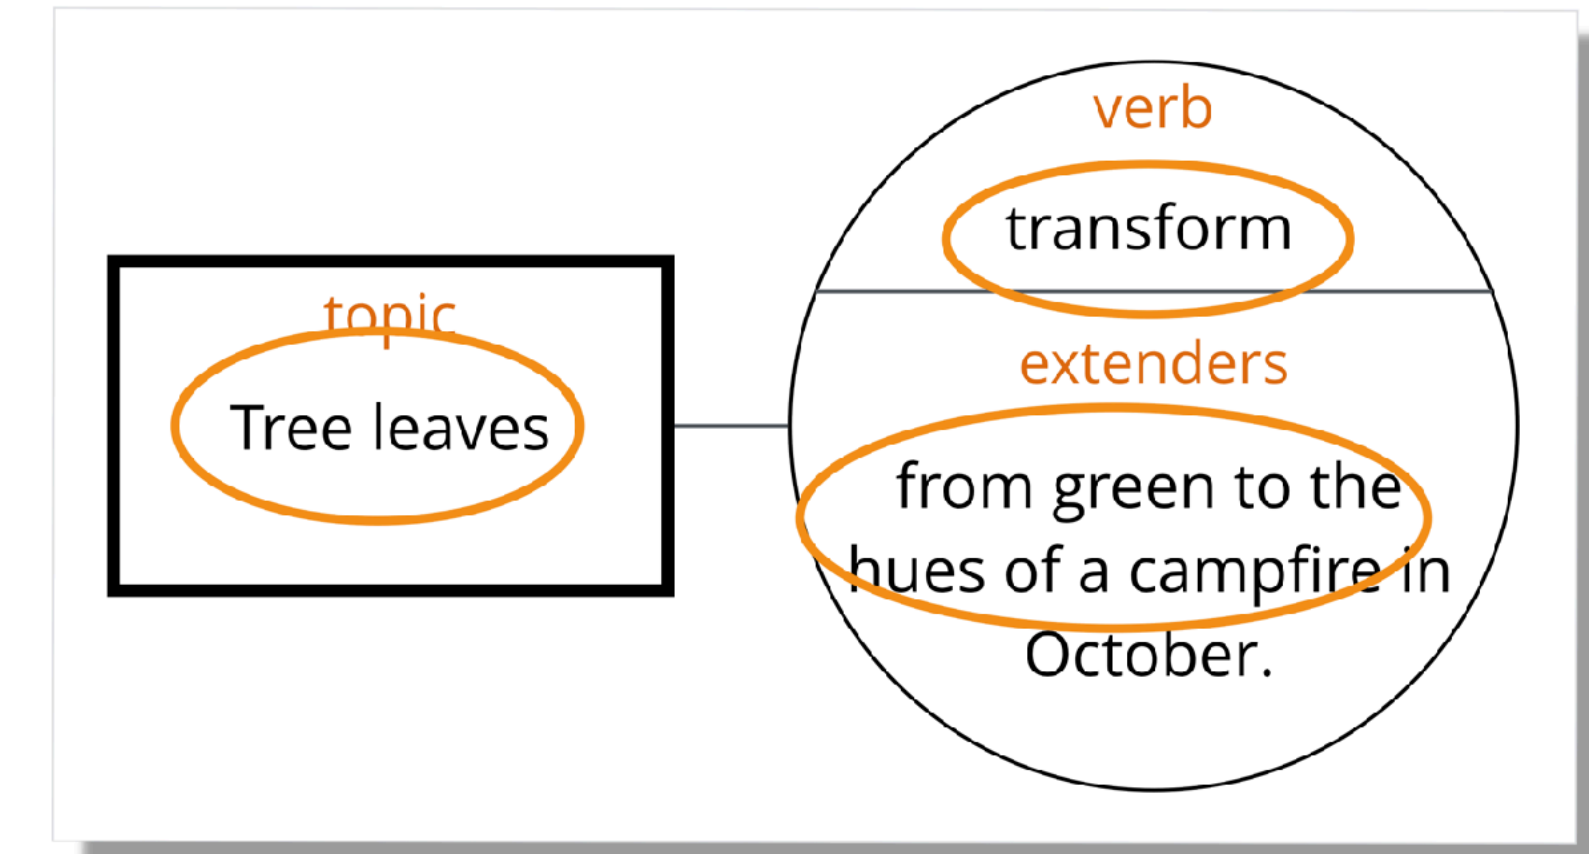 topic
Tree leaves
verb
transform
extenders
from green to the
hues of a campfire in
October.